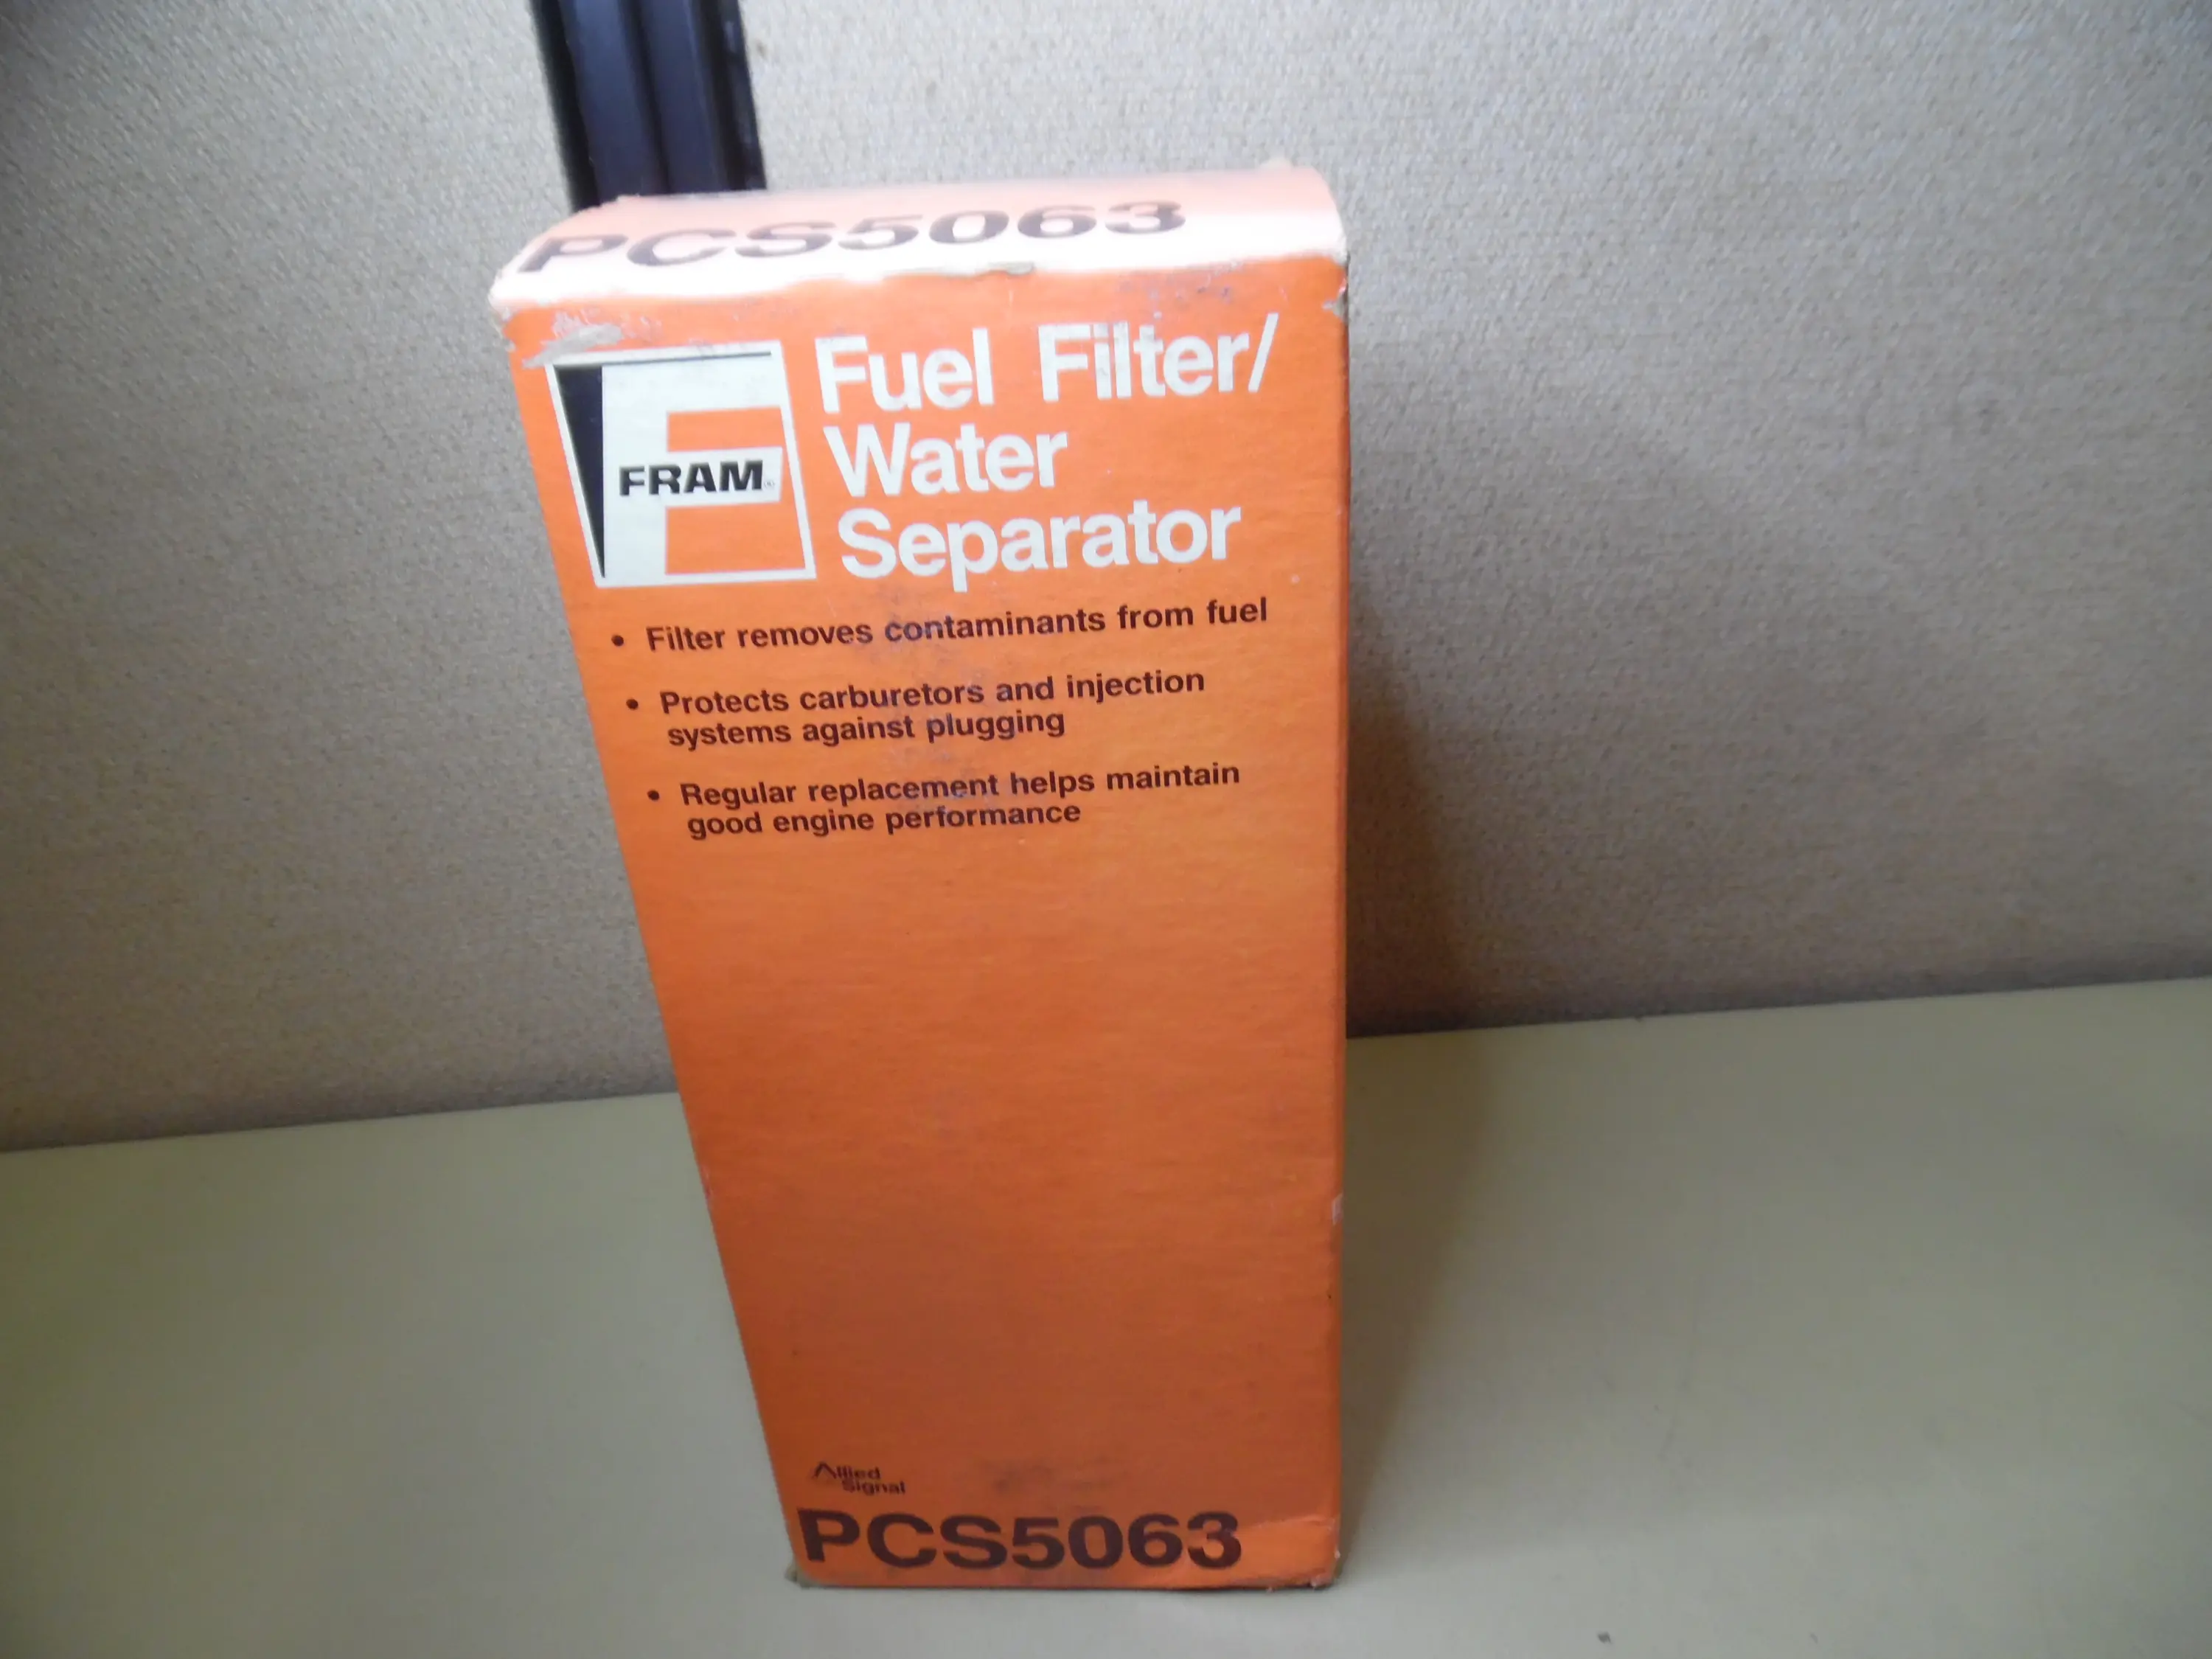 PCS5063
Fuel Filter/
Water
Separator
FRAM®
• Filter removes contaminants from fuel
• Protects carburetors and injection
systems against plugging
• Regular replacement helps maintain
good engine performance
Allied
Signal
PCS5063